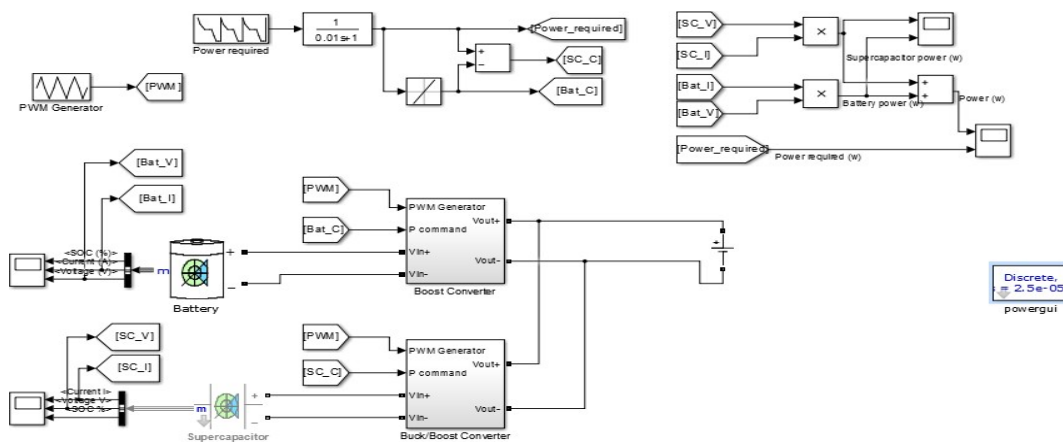 Power required
1
0.01s+1
[Power_required]
+
−
[SC_C]
[Bat_C]
PWM Generator
[PWM]
[SC_V]
[SC_I]
×
Supercapacitor power (w)
[Bat_I]
[Bat_V]
×
Battery power (w)
+
+
Power (w)
[Power_required]
Power required (w)
[Bat_V]
[Bat_I]
<SOC (%)>
<Current (A)>
<Voltage (V)>
m
+
−
Battery
[PWM]
[Bat_C]
PWM Generator
P command
Vin+
Vin-
Vout+
Vout-
Boost Converter
+
Discrete,
s = 2.5e-05
powergui
[SC_V]
[SC_I]
<Current I>
<Voltage V>
<SOC %>
m
+
−
Supercapacitor
[PWM]
[SC_C]
PWM Generator
P command
Vin+
Vin-
Vout+
Vout-
Buck/Boost Converter